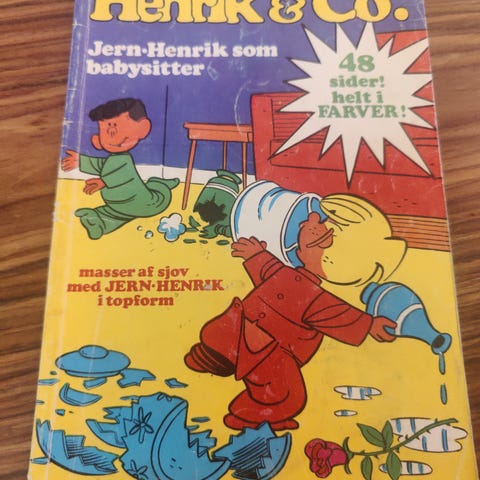 Henrik & Co.
Jern-Henrik som
babysitter
48
sider!
helt i
FARVER!
masser af sjov
med JERN-HENRIK
i topform